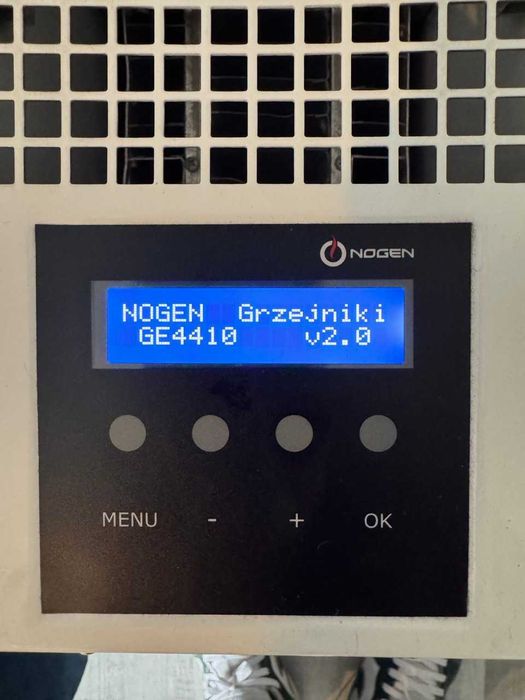 NOGEN
NOGEN Grzejniki
GE4410 v2.0
MENU - + OK